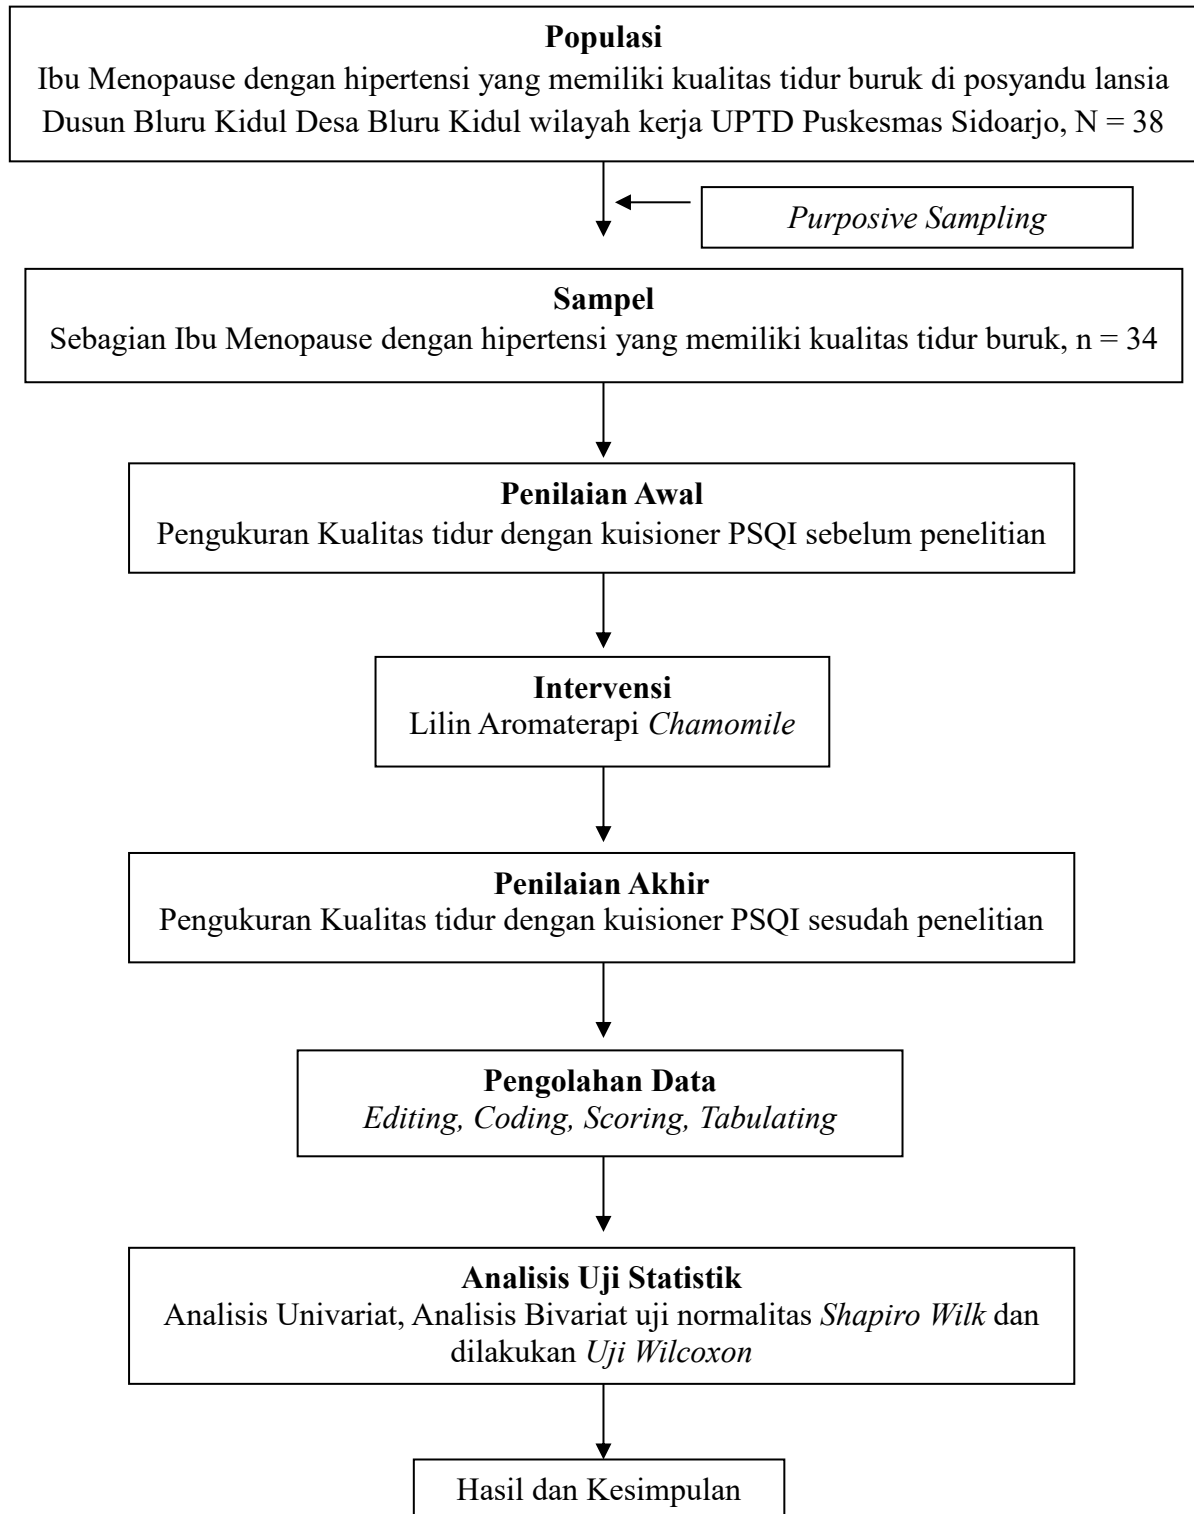 Populasi
Ibu Menopause dengan hipertensi yang memiliki kualitas tidur buruk di posyandu lansia
Dusun Bluru Kidul Desa Bluru Kidul wilayah kerja UPTD Puskesmas Sidoarjo, N = 38
Purposive Sampling
Sampel
Sebagian Ibu Menopause dengan hipertensi yang memiliki kualitas tidur buruk, n = 34
Penilaian Awal
Pengukuran Kualitas tidur dengan kuisioner PSQI sebelum penelitian
Intervensi
Lilin Aromaterapi Chamomile
Penilaian Akhir
Pengukuran Kualitas tidur dengan kuisioner PSQI sesudah penelitian
Pengolahan Data
Editing, Coding, Scoring, Tabulating
Analisis Uji Statistik
Analisis Univariat, Analisis Bivariat uji normalitas Shapiro Wilk dan
dilakukan Uji Wilcoxon
Hasil dan Kesimpulan